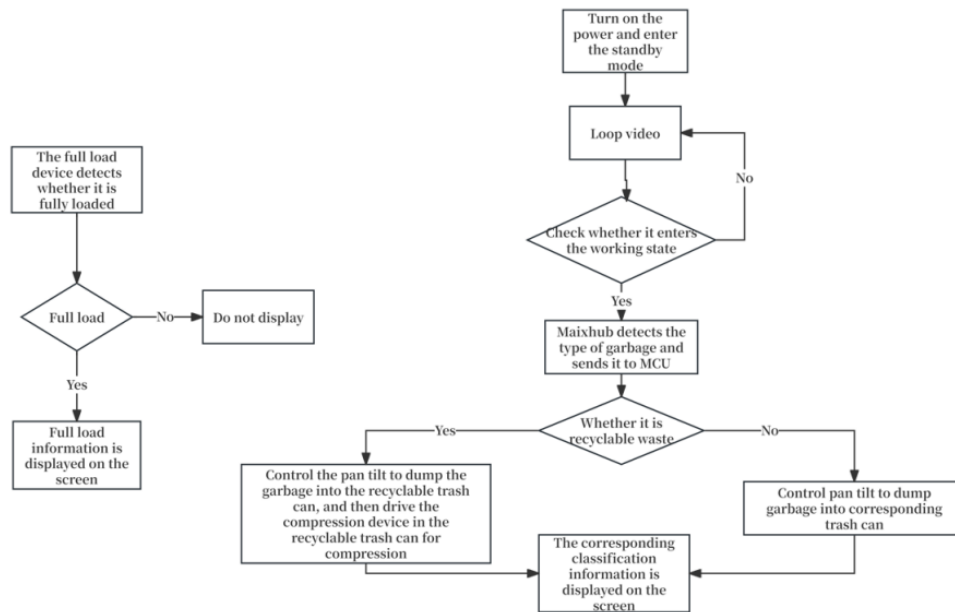 Turn on the
power and enter
the standby
mode
Loop video
No
Check whether it enters
the working state
Yes
Maixhub detects the
type of garbage and
sends it to MCU
Whether it is
recyclable waste
Yes
No
Control the pan tilt to dump the
garbage into the recyclable trash
can, and then drive the
compression device in the
recyclable trash can for
compression
Control pan tilt to dump
garbage into corresponding
trash can
The corresponding
classification
information is
displayed on the
screen
The full load
device detects
whether it is
fully loaded
Full load
No
Do not display
Yes
Full load
information is
displayed on the
screen